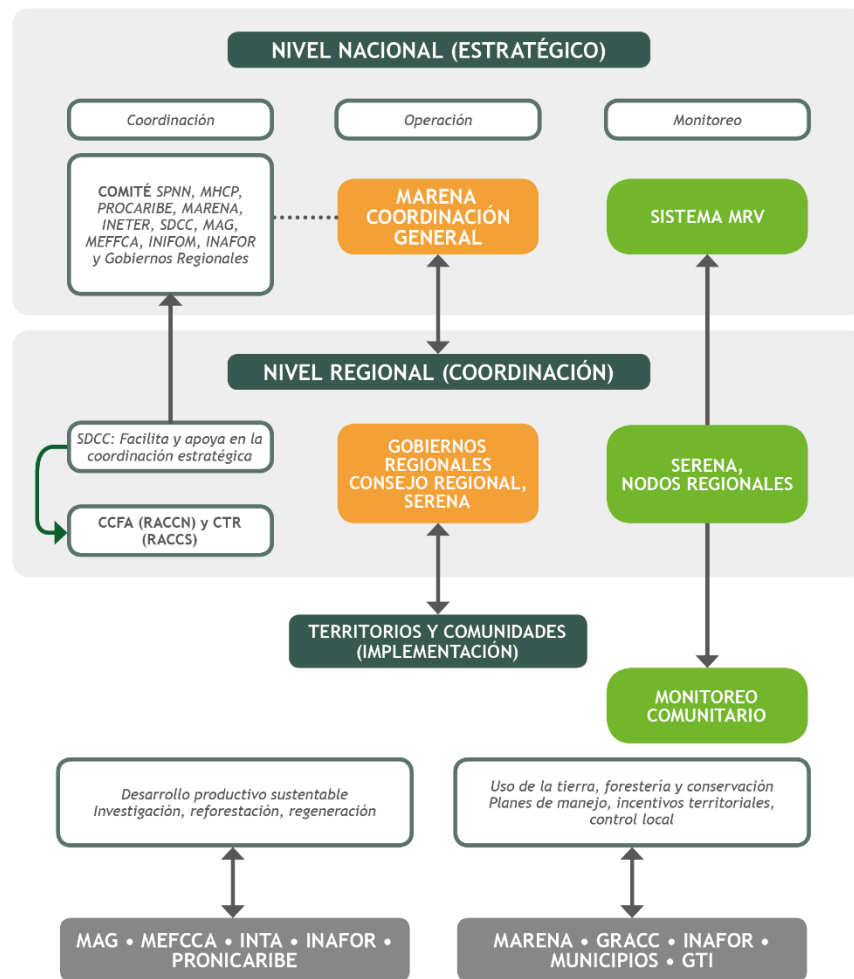 NIVEL NACIONAL (ESTRATÉGICO)
Coordinación
Operación
Monitoreo
COMITÉ SPNN, MHCP,
PROCARIBE, MARENA,
INETER, SDCC, MAG,
MEFFCA, INIFOM, INAFOR
y Gobiernos Regionales
MARENA
COORDINACIÓN
GENERAL
SISTEMA MRV
NIVEL REGIONAL (COORDINACIÓN)
SDCC: Facilita y apoya en la
coordinación estratégica
CCFA (RACCN) y CTR
(RACCS)
GOBIERNOS
REGIONALES
CONSEJO REGIONAL,
SERENA
SERENA,
NODOS REGIONALES
TERRITORIOS Y COMUNIDADES
(IMPLEMENTACIÓN)
MONITOREO
COMUNITARIO
Desarrollo productivo sustentable
Investigación, reforestación, regeneración
Uso de la tierra, forestería y conservación
Planes de manejo, incentivos territoriales,
control local
MAG • MEFCCA • INTA • INAFOR •
PRONICARIBE
MARENA • GRACC • INAFOR •
MUNICIPIOS • GTI